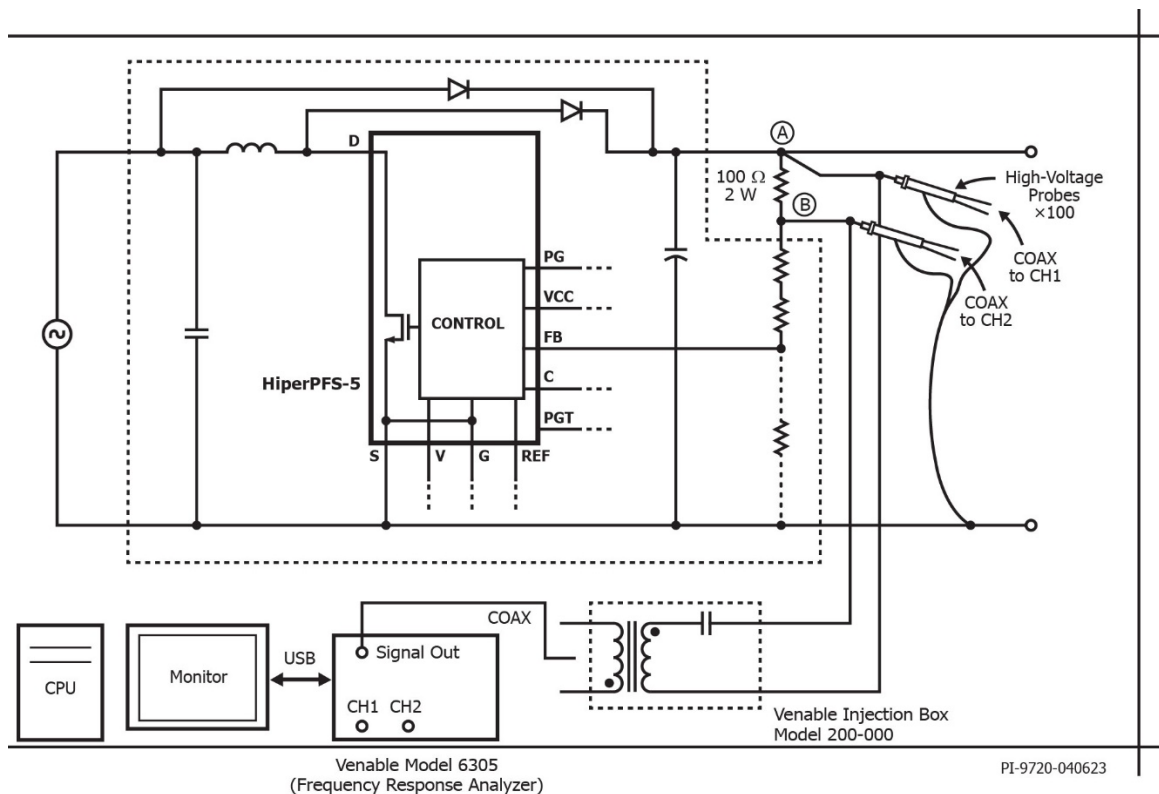 D
A
100 Ω
2 W
B
High-Voltage
Probes
×100
COAX
to CH1
COAX
to CH2
PG
VCC
CONTROL
FB
HiperPFS-5
C
PGT
S
V
G
REF
COAX
Signal Out
USB
Monitor
CPU
CH1
CH2
Venable Injection Box
Model 200-000
Venable Model 6305
(Frequency Response Analyzer)
PI-9720-040623